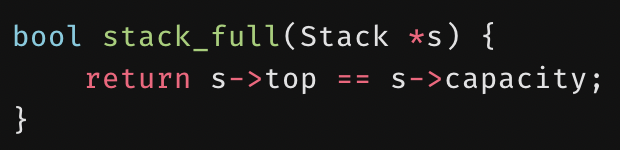 bool stack_full(Stack *s) {
    return s->top == s->capacity;
}